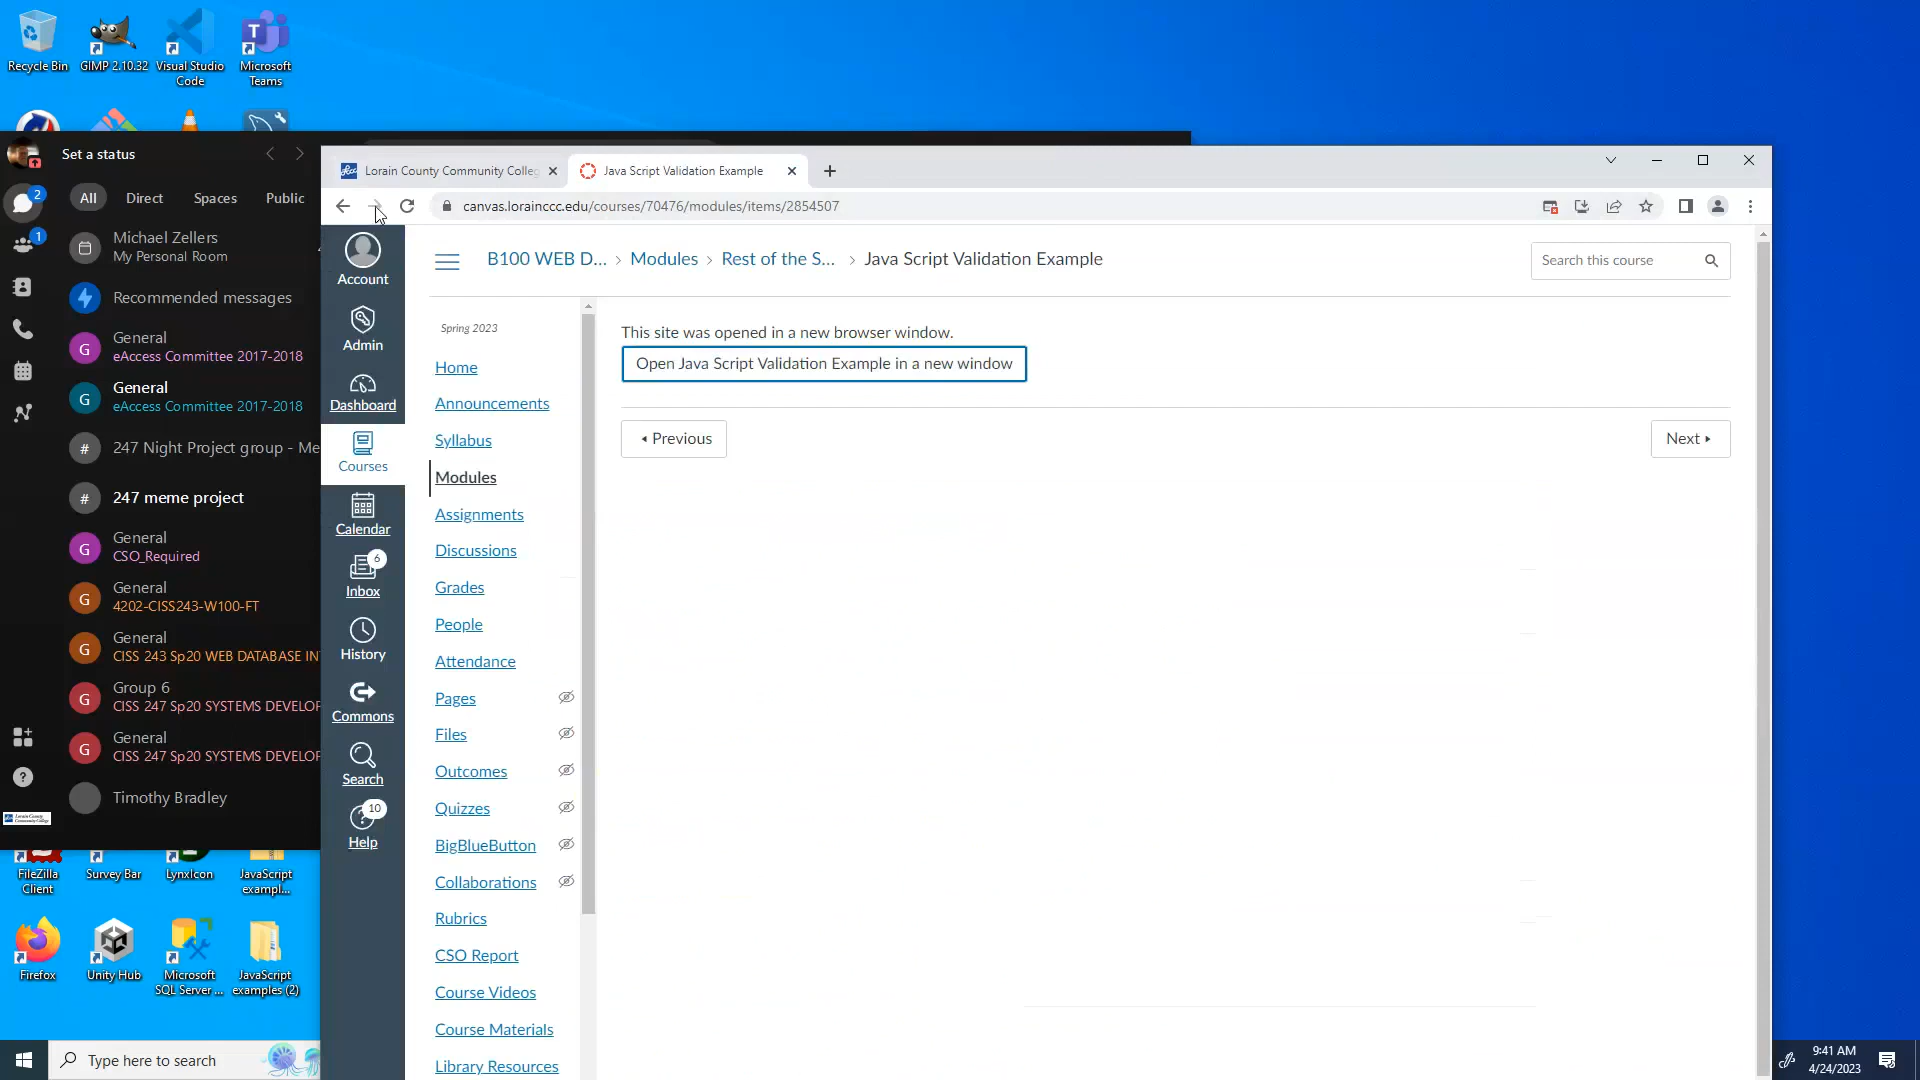 Recycle Bin
GIMP 2.10.32
Visual Studio
Code
Microsoft
Teams
Set a status
All
Direct
Spaces
Public
2
1
Michael Zellers
My Personal Room
Recommended messages
G
General
eAccess Committee 2017-2018
G
General
eAccess Committee 2017-2018
#
247 Night Project group - Me
#
247 meme project
G
General
CSO_Required
G
General
4202-CISS243-W100-FT
G
General
CISS 243 Sp20 WEB DATABASE IN
G
Group 6
CISS 247 Sp20 SYSTEMS DEVELOP
G
General
CISS 247 Sp20 SYSTEMS DEVELOP
Timothy Bradley
Lorain County
Community College
FileZilla
Client
Survey Bar
LynxIcon
JavaScript
exampl...
Firefox
Unity Hub
Microsoft
SQL Server ...
JavaScript
examples (2)
Type here to search
Lorain County Community Colleg
Java Script Validation Example
canvas.lorainccc.edu/courses/70476/modules/items/2854507
Account
Admin
Dashboard
Courses
Calendar
6
Inbox
History
Commons
Search
10
Help
B100 WEB D... › Modules › Rest of the S... › Java Script Validation Example
Search this course
Spring 2023
Home
Announcements
Syllabus
Modules
Assignments
Discussions
Grades
People
Attendance
Pages
Files
Outcomes
Quizzes
BigBlueButton
Collaborations
Rubrics
CSO Report
Course Videos
Course Materials
Library Resources
This site was opened in a new browser window.
Open Java Script Validation Example in a new window
Previous
Next
9:41 AM
4/24/2023